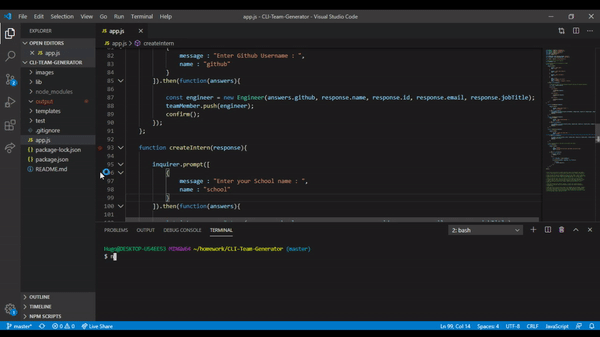 File Edit Selection View Go Run Terminal Help app.js - CLI-Team-Generator - Visual Studio Code
EXPLORER
OPEN EDITORS
app.js
CLI-TEAM-GENERATOR
images
lib
node_modules
output
templates
test
.gitignore
app.js
package-lock.json
package.json
README.md
OUTLINE
TIMELINE
NPM SCRIPTS
app.js
app.js > createIntern
82 message : "Enter Github Username : ",
83 name : "github"
84 }
85 ]).then(function(answers){
86
87 const engineer = new Engineer(answers.github, response.name, response.id, response.email, response.jobTitle);
88 teamMember.push(engineer);
89 confirm();
90 });
91 };
92
93 function createIntern(response){
94
95 inquirer.prompt([
96 {
97 message : "Enter your School name : ",
98 name : "school"
99 }
100 ]).then(function(answers){
101
PROBLEMS OUTPUT DEBUG CONSOLE TERMINAL 2: bash
Hugo@DESKTOP-US4EES3 MINGW64 ~/homework/CLI-Team-Generator (master)
$ n
master* 0 0 Live Share Ln 99, Col 14 Spaces: 4 UTF-8 CRLF JavaScript